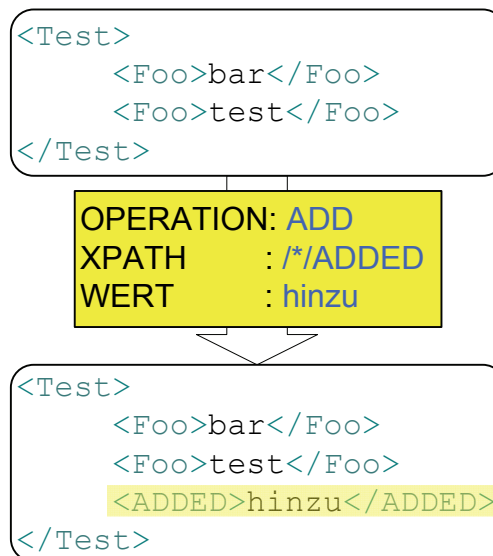 <Test>
<Foo>bar</Foo>
<Foo>test</Foo>
</Test>
OPERATION: ADD
XPATH : /*/ADDED
WERT : hinzu
<Test>
<Foo>bar</Foo>
<Foo>test</Foo>
<ADDED>hinzu</ADDED>
</Test>